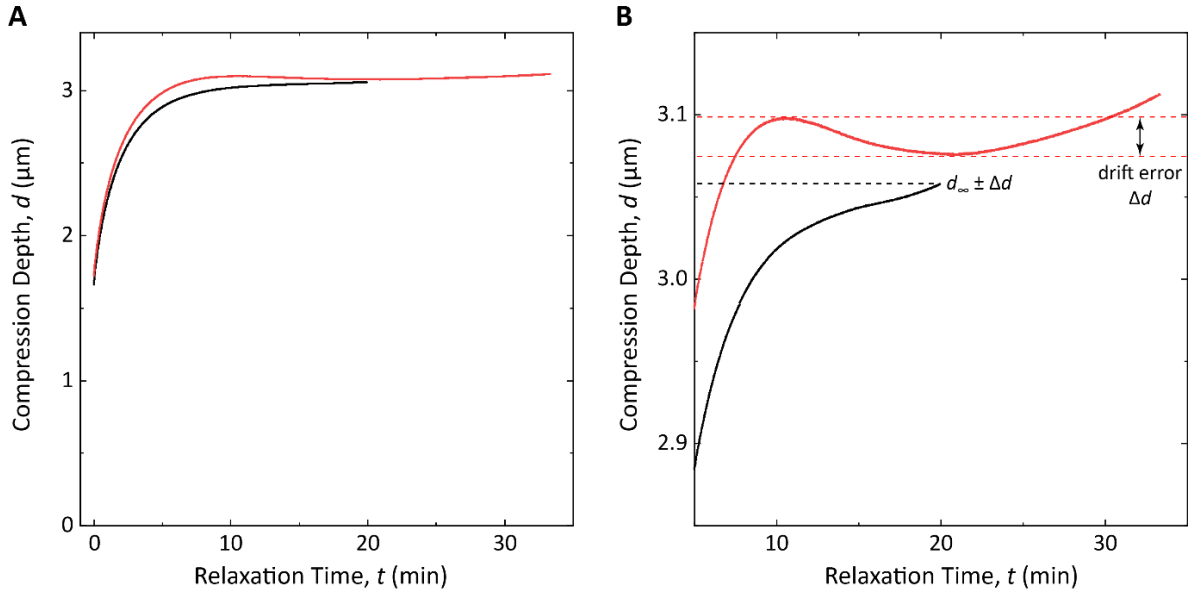 A
Compression Depth, d (µm)
3
2
1
0
0
10
20
30
Relaxation Time, t (min)
B
Compression Depth, d (µm)
3.1
3.0
2.9
d∞ ± Δd
drift error
Δd
10
20
30
Relaxation Time, t (min)